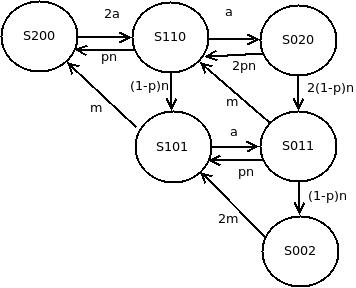 2a
a
S200
S110
S020
pn
2pn
(1-p)n
2(1-p)n
m
m
a
S101
S011
pn
(1-p)n
2m
S002